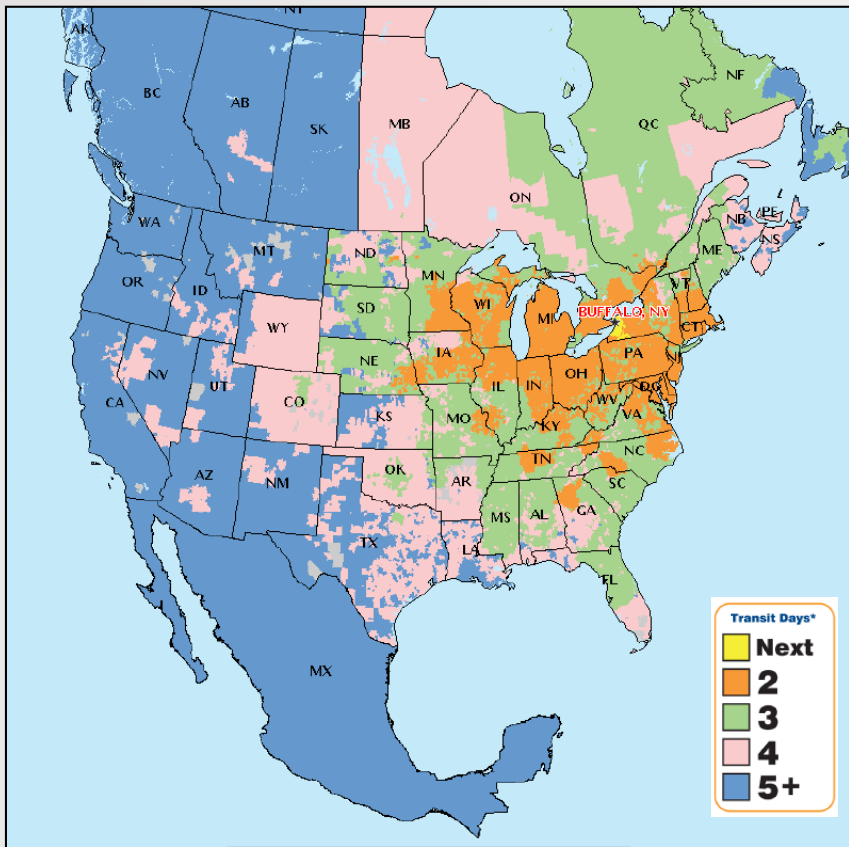 AK
NT
BC
AB
SK
MB
ON
QC
NF
NB
PE
NS
ME
WA
MT
ND
MN
VT
OR
ID
SD
WI
MI
BUFFALO, NY
WY
CT
NE
IA
PA
NJ
NV
UT
CO
IL
IN
OH
DC
CA
KS
MO
WV
VA
KY
AZ
NM
OK
TN
NC
AR
SC
MS
AL
GA
TX
LA
FL
MX
Transit Days*
Next
2
3
4
5+